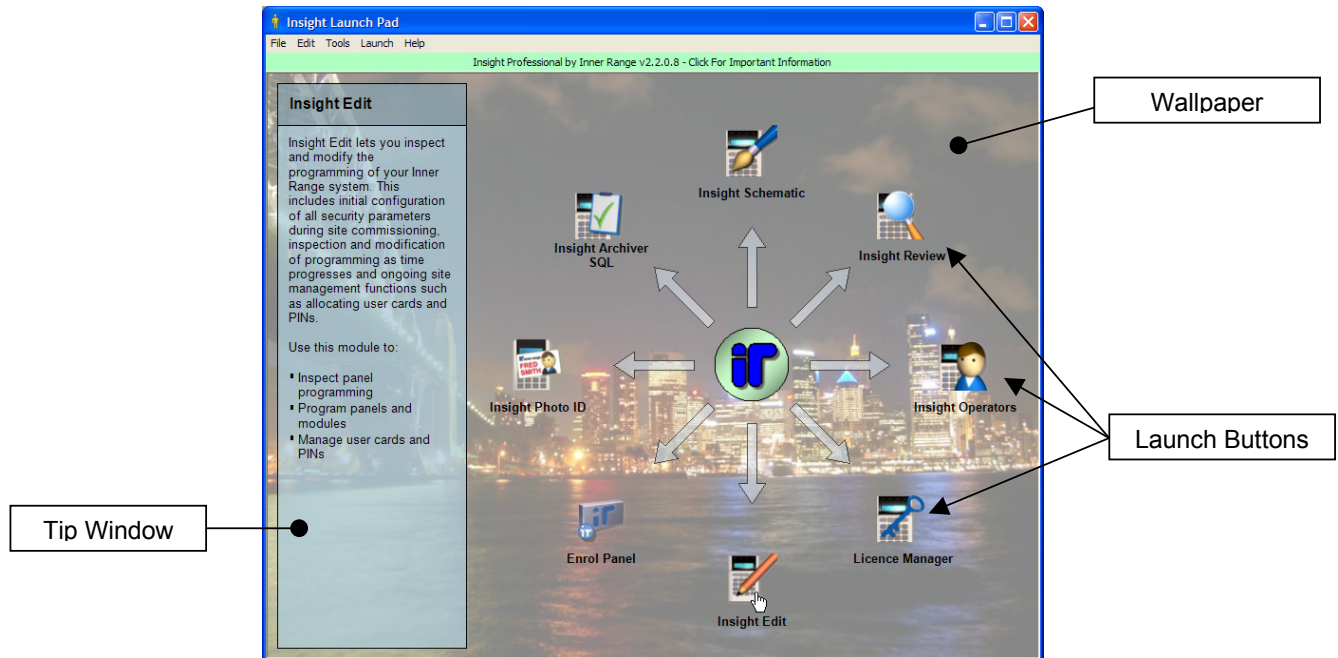 Insight Launch Pad
File Edit Tools Launch Help
Insight Professional by Inner Range v2.2.0.8 - Click For Important Information
Insight Edit
Insight Edit lets you inspect
and modify the
programming of your Inner
Range system. This
includes initial configuration
of all security parameters
during site commissioning,
inspection and modification
of programming as time
progresses and ongoing site
management functions such
as allocating user cards and
PINs.
Use this module to:
Inspect panel
programming
Program panels and
modules
Manage user cards and
PINs
Tip Window
Insight Schematic
Insight Archiver
SQL
Insight Review
FRED
SMITH
Insight Photo ID
ir
Insight Operators
ir
ir
Enrol Panel
Licence Manager
Insight Edit
Wallpaper
Launch Buttons